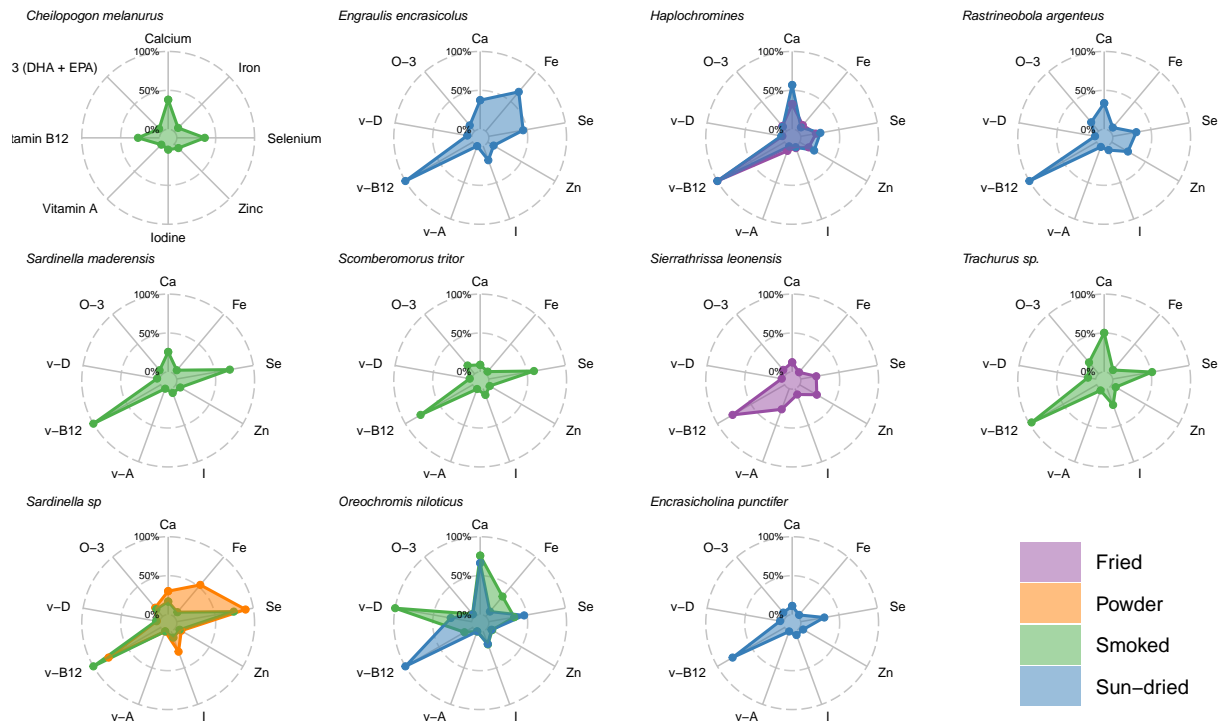 Cheilopogon melanurus
Calcium
100%
50%
0%
3 (DHA + EPA)
Iron
tamin B12
Selenium
Vitamin A
Zinc
Iodine
Engraulis encrasicolus
Ca
100%
50%
0%
O−3
Fe
v−D
Se
v−B12
Zn
v−A
I
Haplochromines
Ca
100%
50%
0%
O−3
Fe
v−D
Se
v−B12
Zn
v−A
I
Rastrineobola argenteus
Ca
100%
50%
0%
O−3
Fe
v−D
Se
v−B12
Zn
v−A
I
Sardinella maderensis
Ca
100%
50%
0%
O−3
Fe
v−D
Se
v−B12
Zn
v−A
I
Scomberomorus tritor
Ca
100%
50%
0%
O−3
Fe
v−D
Se
v−B12
Zn
v−A
I
Sierrathrissa leonensis
Ca
100%
50%
0%
O−3
Fe
v−D
Se
v−B12
Zn
v−A
I
Trachurus sp.
Ca
100%
50%
0%
O−3
Fe
v−D
Se
v−B12
Zn
v−A
I
Sardinella sp
Ca
100%
50%
0%
O−3
Fe
v−D
Se
v−B12
Zn
v−A
I
Oreochromis niloticus
Ca
100%
50%
0%
O−3
Fe
v−D
Se
v−B12
Zn
v−A
I
Encrasicholina punctifer
Ca
100%
50%
0%
O−3
Fe
v−D
Se
v−B12
Zn
v−A
I
Fried
Powder
Smoked
Sun−dried